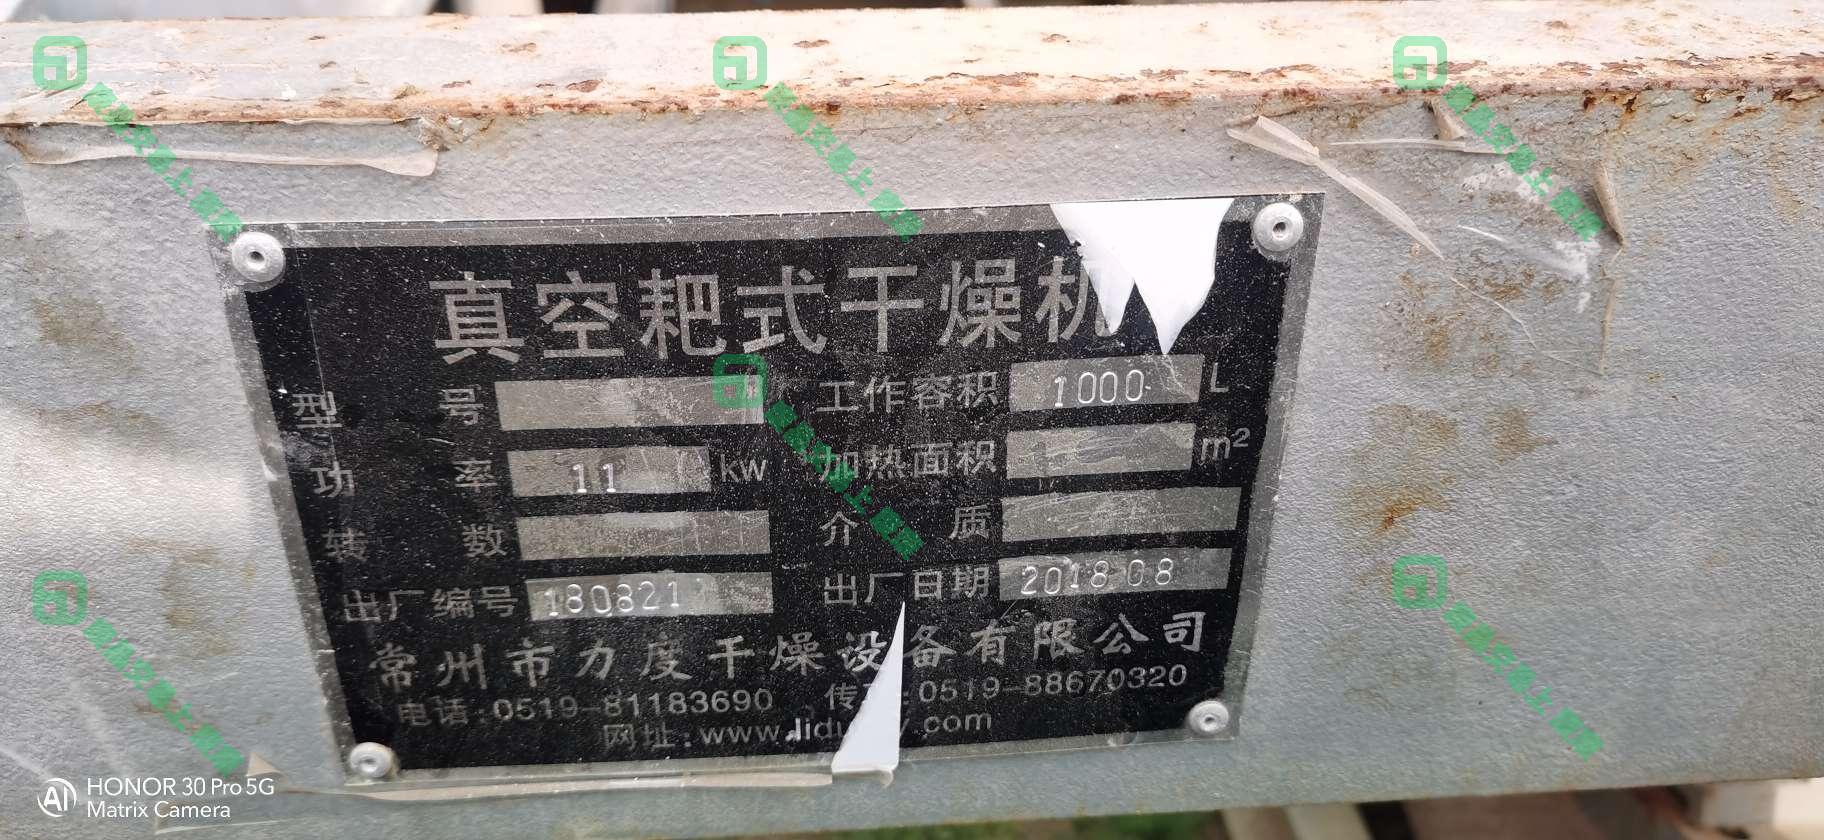 真空耙式干燥机
型号 工作容积 1000 L
功率 11 kw 加热面积 m²
转数 介质
出厂编号 180821 出厂日期 2018.08
常州市力度干燥设备有限公司
电话:0519-81183690 传 :0519-88670320
网址:www. .com
HONOR 30 Pro 5G
Matrix Camera